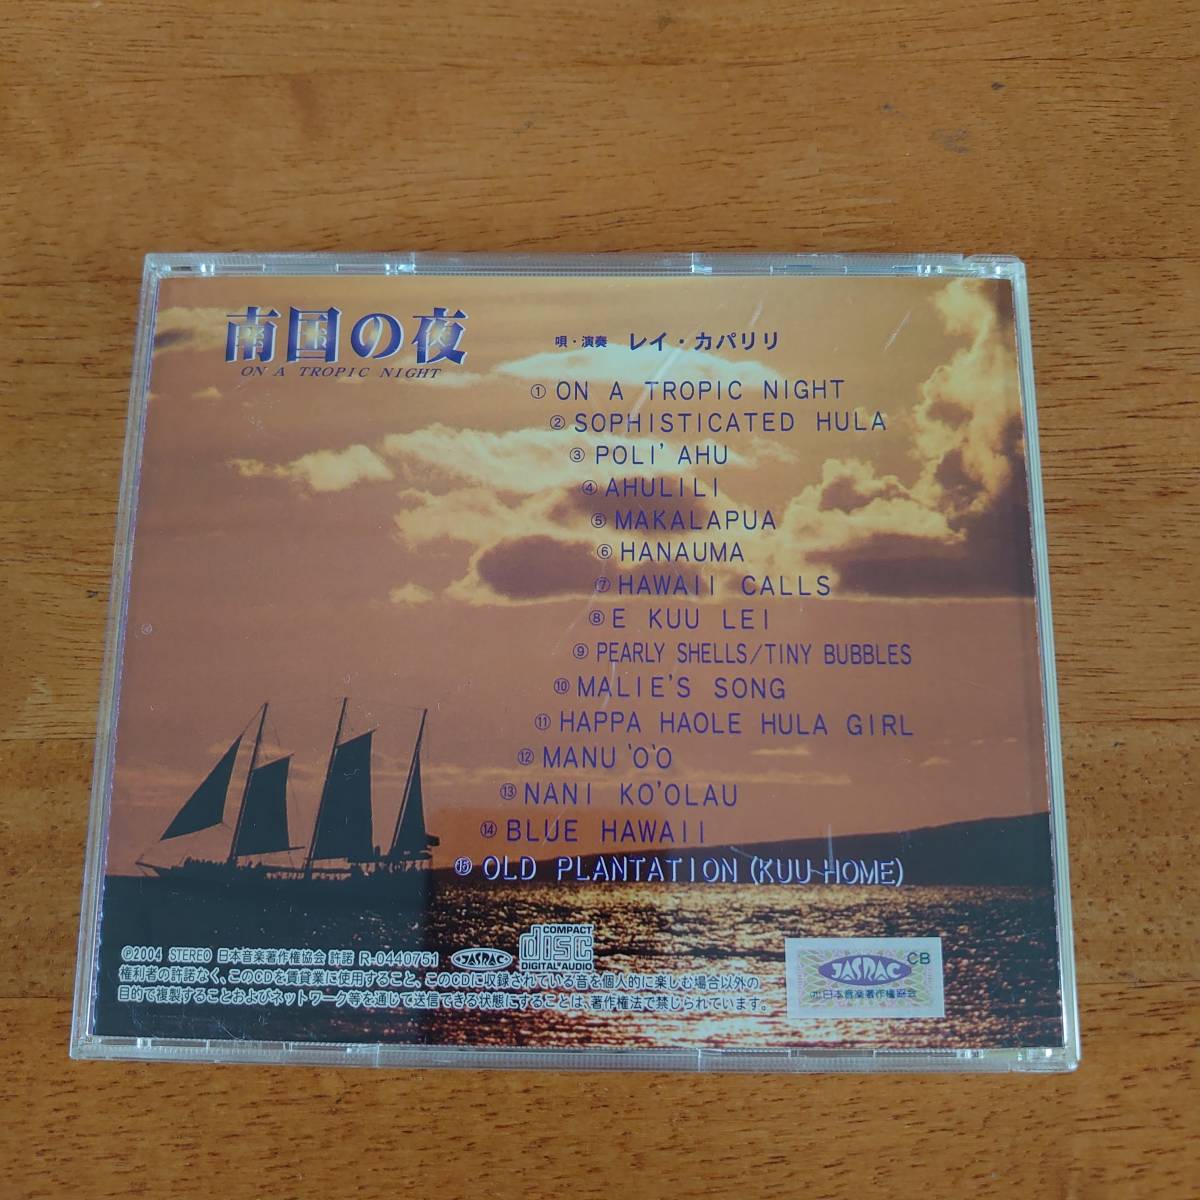 南国の夜
ON A TROPIC NIGHT
唄・演奏 レイ・カパリリ
① ON A TROPIC NIGHT
② SOPHISTICATED HULA
③ POLI'AHU
④ AHULILI
⑤ MAKALAPUA
⑥ HANAUMA
⑦ HAWAII CALLS
⑧ E KUU LEI
⑨ PEARLY SHELLS/TINY BUBBLES
⑩ MALIE'S SONG
⑪ HAPPA HAOLE HULA GIRL
⑫ MANU 'O'O
⑬ NANI KO'OLAU
⑭ BLUE HAWAII
⑮ OLD PLANTATION (KUU HOME)
Ⓟ2004 STEREO 日本音楽著作権協会 許諾 R-0440751 JASRAC COMPACT disc DIGITAL AUDIO
権利者の許諾なく、このCDを賃貸業に使用すること、このCDに収録されている音を個人的に楽しむ場合以外の
目的で複製することおよびネットワーク等を通じて送信できる状態にすることは、著作権法で禁じられています。
JASRAC CB
㈳日本音楽著作権協会